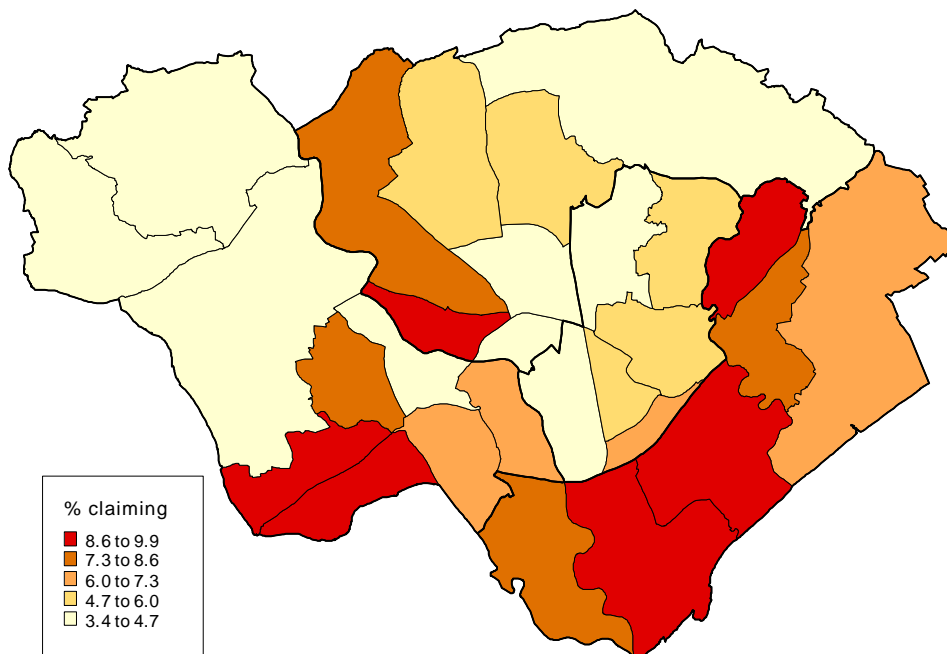 % claiming
8.6 to 9.9
7.3 to 8.6
6.0 to 7.3
4.7 to 6.0
3.4 to 4.7